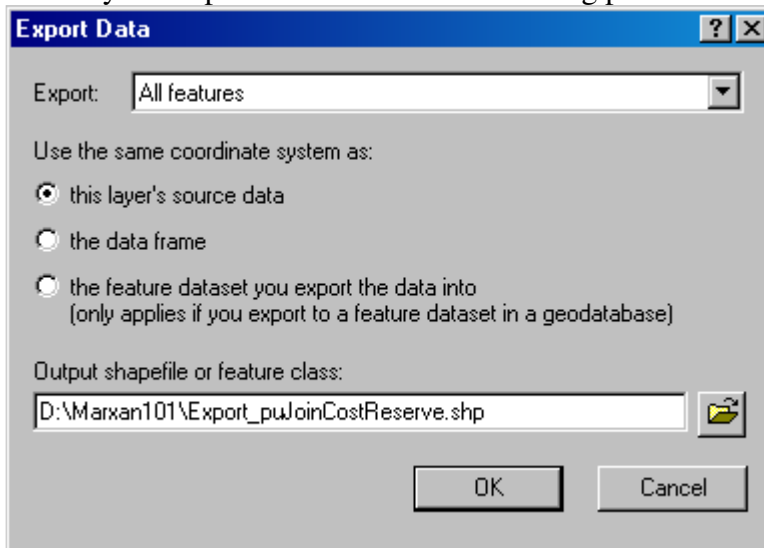 Export Data
Export: All features
Use the same coordinate system as:
this layer's source data
the data frame
the feature dataset you export the data into
(only applies if you export to a feature dataset in a geodatabase)
Output shapefile or feature class:
D:\Marxan101\Export_puJoinCostReserve.shp
OK Cancel